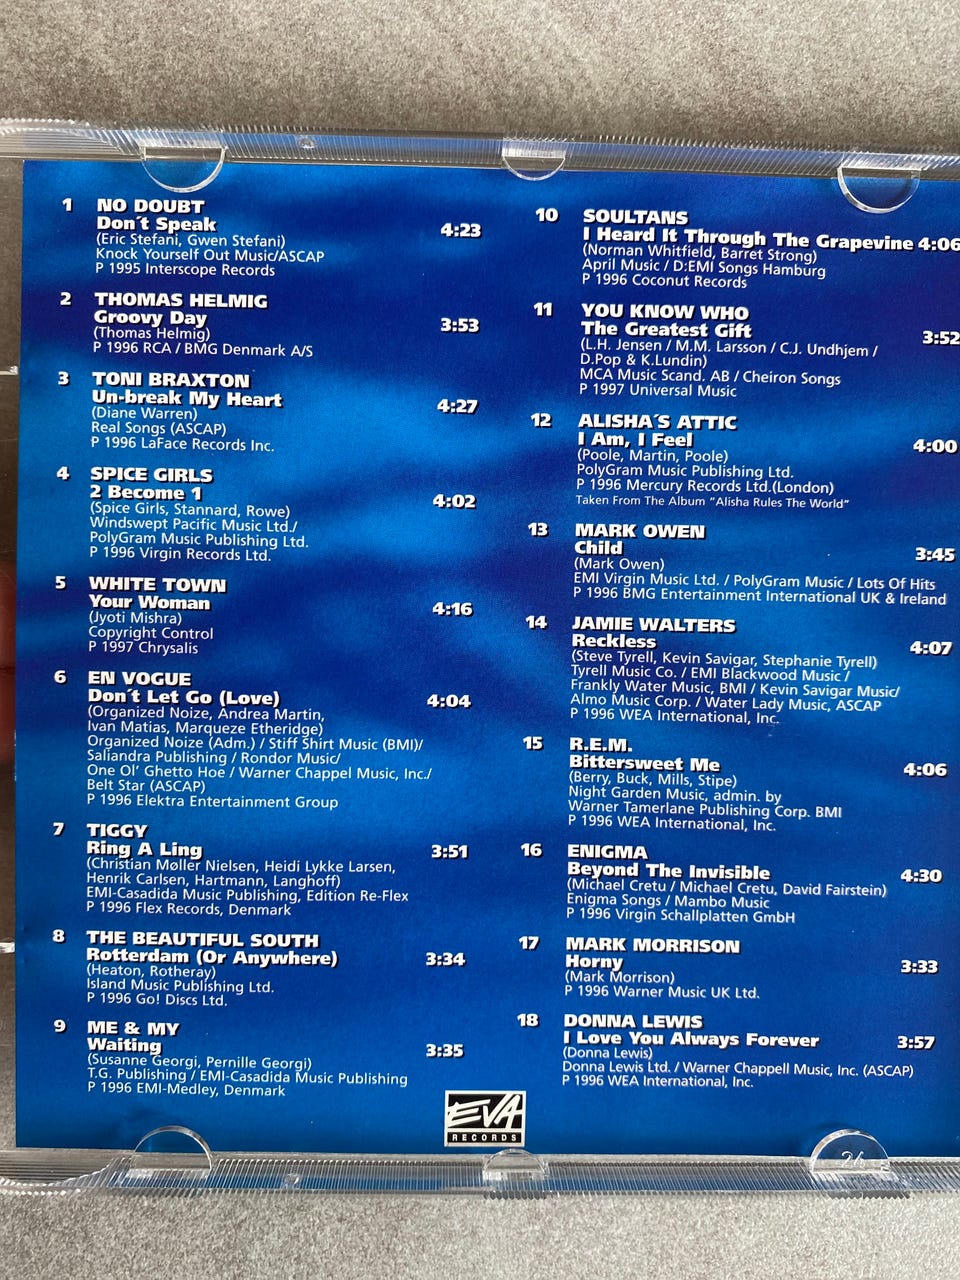 1 NO DOUBT
Don´t Speak 4:23
(Eric Stefani, Gwen Stefani)
Knock Yourself Out Music/ASCAP
P 1995 Interscope Records
2 THOMAS HELMIG
Groovy Day 3:53
(Thomas Helmig)
P 1996 RCA / BMG Denmark A/S
3 TONI BRAXTON
Un-break My Heart 4:27
(Diane Warren)
Real Songs (ASCAP)
P 1996 LaFace Records Inc.
4 SPICE GIRLS
2 Become 1 4:02
(Spice Girls, Stannard, Rowe)
Windswept Pacific Music Ltd./
PolyGram Music Publishing Ltd.
P 1996 Virgin Records Ltd.
5 WHITE TOWN
Your Woman 4:16
(Jyoti Mishra)
Copyright Control
P 1997 Chrysalis
6 EN VOGUE
Don´t Let Go (Love) 4:04
(Organized Noize, Andrea Martin,
Ivan Matias, Marqueze Etheridge)
Organized Noize (Adm.) / Stiff Shirt Music (BMI)/
Saliandra Publishing / Rondor Music/
One Ol' Ghetto Hoe / Warner Chappel Music, Inc./
Belt Star (ASCAP)
P 1996 Elektra Entertainment Group
7 TIGGY
Ring A Ling 3:51
(Christian Møller Nielsen, Heidi Lykke Larsen,
Henrik Carlsen, Hartmann, Langhoff)
EMI-Casadida Music Publishing, Edition Re-Flex
P 1996 Flex Records, Denmark
8 THE BEAUTIFUL SOUTH
Rotterdam (Or Anywhere) 3:34
(Heaton, Rotheray)
Island Music Publishing Ltd.
P 1996 Go! Discs Ltd.
9 ME & MY
Waiting 3:35
(Susanne Georgi, Pernille Georgi)
T.G. Publishing / EMI-Casadida Music Publishing
P 1996 EMI-Medley, Denmark
10 SOULTANS
I Heard It Through The Grapevine 4:06
(Norman Whitfield, Barret Strong)
April Music / D:EMI Songs Hamburg
P 1996 Coconut Records
11 YOU KNOW WHO
The Greatest Gift 3:52
(L.H. Jensen / M.M. Larsson / C.J. Undhjem /
D.Pop & K.Lundin)
MCA Music Scand. AB / Cheiron Songs
P 1997 Universal Music
12 ALISHA´S ATTIC
I Am, I Feel 4:00
(Poole, Martin, Poole)
PolyGram Music Publishing Ltd.
P 1996 Mercury Records Ltd.(London)
Taken From The Album "Alisha Rules The World"
13 MARK OWEN
Child 3:45
(Mark Owen)
EMI Virgin Music Ltd. / PolyGram Music / Lots Of Hits
P 1996 BMG Entertainment International UK & Ireland
14 JAMIE WALTERS
Reckless 4:07
(Steve Tyrell, Kevin Savigar, Stephanie Tyrell)
Tyrell Music Co. / EMI Blackwood Music /
Frankly Water Music, BMI / Kevin Savigar Music/
Almo Music Corp. / Water Lady Music, ASCAP
P 1996 WEA International, Inc.
15 R.E.M.
Bittersweet Me 4:06
(Berry, Buck, Mills, Stipe)
Night Garden Music, admin. by
Warner Tamerlane Publishing Corp. BMI
P 1996 WEA International, Inc.
16 ENIGMA
Beyond The Invisible 4:30
(Michael Cretu / Michael Cretu, David Fairstein)
Enigma Songs / Mambo Music
P 1996 Virgin Schallplatten GmbH
17 MARK MORRISON
Horny 3:33
(Mark Morrison)
P 1996 Warner Music UK Ltd.
18 DONNA LEWIS
I Love You Always Forever 3:57
(Donna Lewis)
Donna Lewis Ltd. / Warner Chappell Music, Inc. (ASCAP)
P 1996 WEA International, Inc.
EVA
RECORDS